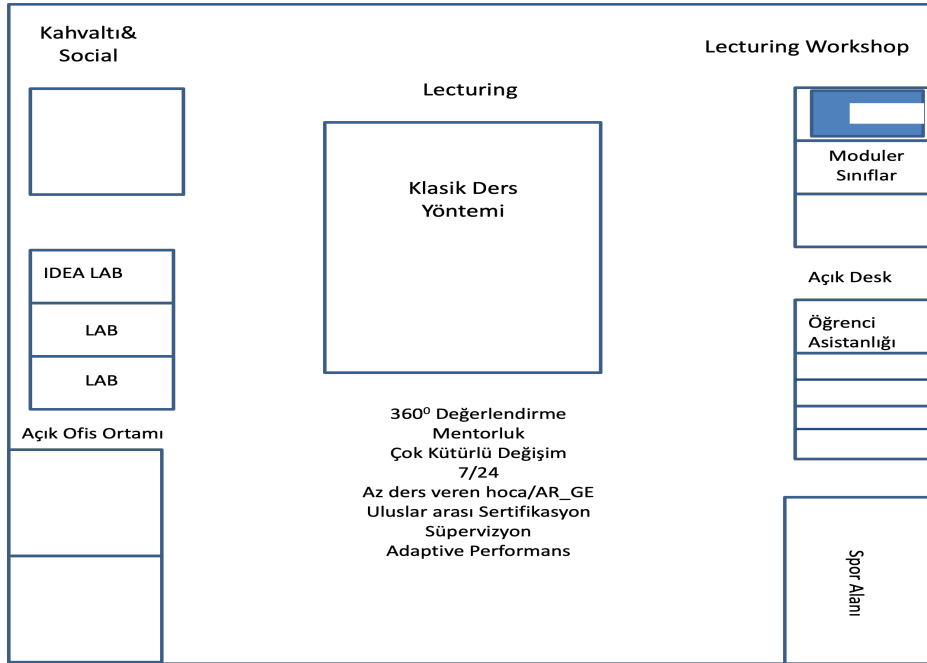 Kahvaltı&
Social
Lecturing Workshop
Lecturing
Klasik Ders
Yöntemi
Moduler
Sınıflar
IDEA LAB
LAB
LAB
Açık Desk
Öğrenci
Asistanlığı
Açık Ofis Ortamı
360⁰ Değerlendirme
Mentorluk
Çok Kütürlü Değişim
7/24
Az ders veren hoca/AR_GE
Uluslar arası Sertifikasyon
Süpervizyon
Adaptive Performans
Spor Alanı